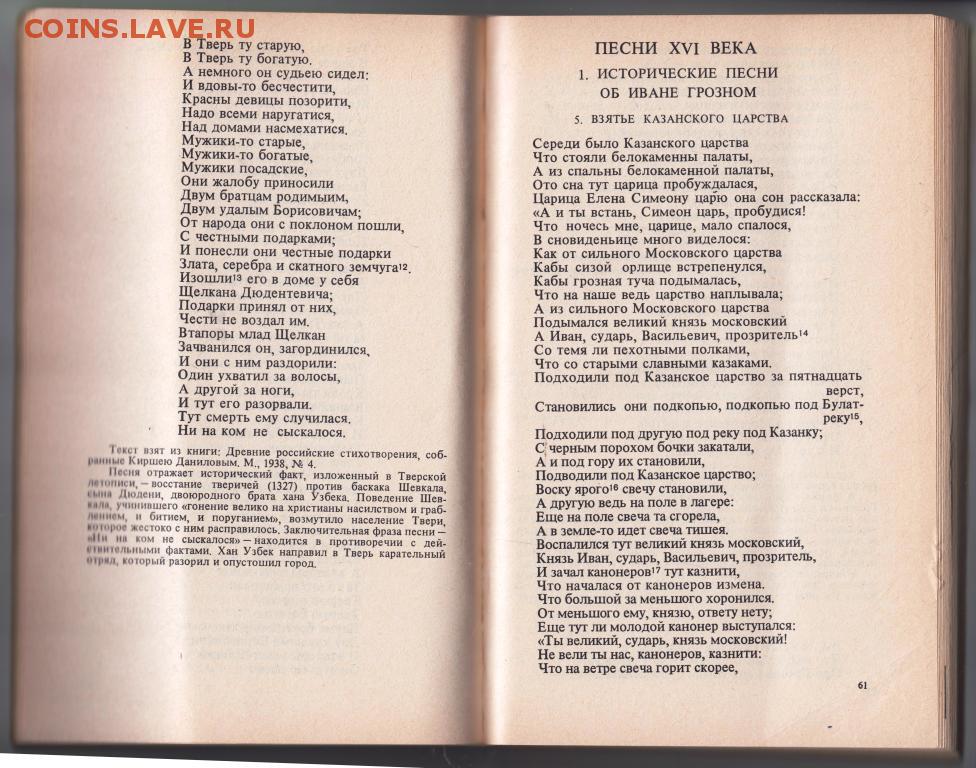 COINS.LAVE.RU
В Тверь ту старую,
В Тверь ту богатую.
А немного он судьею сидел:
И вдовы-то бесчестити,
Красны девицы позорити,
Надо всеми наругатися,
Над домами насмехатися.
Мужики-то старые,
Мужики-то богатые,
Мужики посадские,
Они жалобу приносили
Двум братцам родимыим,
Двум удалым Борисовичам;
От народа они с поклоном пошли,
С честными подарками;
И понесли они честные подарки
Злата, серебра и скатного земчуга¹².
Изошли¹³ его в доме у себя
Щелкана Дюдентевича;
Подарки принял от них,
Чести не воздал им.
Втапоры млад Щелкан
Зачванился он, загординился,
И они с ним раздорили:
Один ухватил за волосы,
А другой за ноги,
И тут его разорвали.
Тут смерть ему случилася.
Ни на ком не сыскалося.
Текст взят из книги: Древние российские стихотворения, соб-
ранные Киршею Даниловым. М., 1938, № 4.
Песня отражает исторический факт, изложенный в Тверской
летописи, — восстание тверичей (1327) против баскака Шевкала,
сына Дюдени, двоюродного брата хана Узбека. Поведение Шев-
кала, учинившего «гонение велико на христианы насилством и граб-
лением, и битием, и поруганием», возмутило население Твери,
которое жестоко с ним расправилось. Заключительная фраза песни —
«Ни на ком не сыскалося» — находится в противоречии с дей-
ствительными фактами. Хан Узбек направил в Тверь карательный
отряд, который разорил и опустошил город.
ПЕСНИ XVI ВЕКА
1. ИСТОРИЧЕСКИЕ ПЕСНИ
ОБ ИВАНЕ ГРОЗНОМ
5. ВЗЯТЬЕ КАЗАНСКОГО ЦАРСТВА
Середи было Казанского царства
Что стояли белокаменны палаты,
А из спальны белокаменной палаты,
Ото сна тут царица пробуждалася,
Царица Елена Симеону царю она сон рассказала:
«А и ты встань, Симеон царь, пробудися!
Что ночесь мне, царице, мало спалося,
В сновиденьице много виделося:
Как от сильного Московского царства
Кабы сизой орлище встрепенулся,
Кабы грозная туча подымалась,
Что на наше ведь царство наплывала;
А из сильного Московского царства
Подымался великий князь московский
А Иван, сударь, Васильевич, прозритель¹⁴
Со темя ли пехотными полками,
Что со старыми славными казаками.
Подходили под Казанское царство за пятнадцать
верст,
Становились они подкопью, подкопью под Булат-
реку¹⁵,
Подходили под другую под реку под Казанку;
С черным порохом бочки закатали,
А и под гору их становили,
Подводили под Казанское царство;
Воску ярого¹⁶ свечу становили,
А другую ведь на поле в лагере:
Еще на поле свеча та сгорела,
А в земле-то идет свеча тишея.
Воспалился тут великий князь московский,
Князь Иван, сударь, Васильевич, прозритель,
И зачал канонеров¹⁷ тут казнити,
Что началася от канонеров измена.
Что большой за меньшого хоронился.
От меньшого ему, князю, ответу нету;
Еще тут ли молодой канонер выступался:
«Ты великий, сударь, князь московский!
Не вели ты нас, канонеров, казнити:
Что на ветре свеча горит скорее,
61